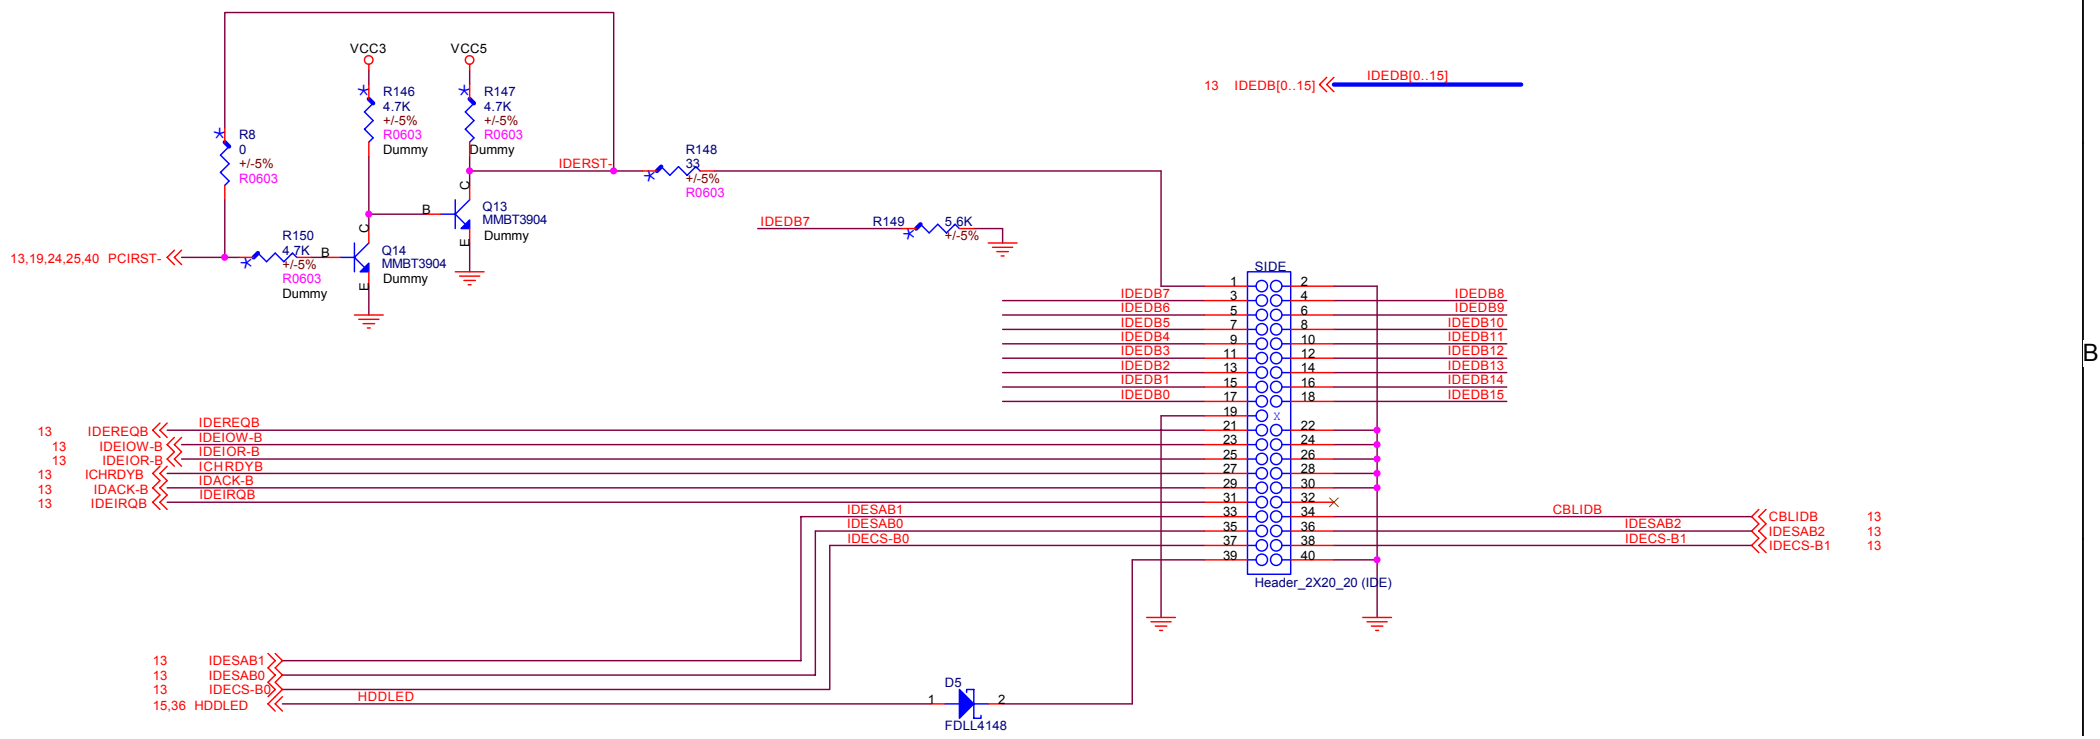 VCC3
VCC5
R146
4.7K
+/-5%
R0603
Dummy
R147
4.7K
+/-5%
R0603
Dummy
13 IDEDB[0..15]
IDEDB[0..15]
R8
0
+/-5%
R0603
IDERST-
R148
33
+/-5%
R0603
C
B
Q13
MMBT3904
Dummy
E
IDEDB7
R149
5.6K
+/-5%
13,19,24,25,40 PCIRST-
R150
4.7K
+/-5%
R0603
Dummy
B
C
Q14
MMBT3904
Dummy
E
B
SIDE
1 2
IDEDB7 3 4 IDEDB8
IDEDB6 5 6 IDEDB9
IDEDB5 7 8 IDEDB10
IDEDB4 9 10 IDEDB11
IDEDB3 11 12 IDEDB12
IDEDB2 13 14 IDEDB13
IDEDB1 15 16 IDEDB14
IDEDB0 17 18 IDEDB15
19 X
13 IDEREQB IDEREQB 21 22
13 IDEIOW-B IDEIOW-B 23 24
13 IDEIOR-B IDEIOR-B 25 26
13 ICHRDYB ICHRDYB 27 28
13 IDACK-B IDACK-B 29 30
13 IDEIRQB IDEIRQB 31 32
IDESAB1 33 34 CBLIDB CBLIDB 13
IDESAB0 35 36 IDESAB2 IDESAB2 13
IDECS-B0 37 38 IDECS-B1 IDECS-B1 13
39 40
Header_2X20_20 (IDE)
13 IDESAB1
13 IDESAB0
13 IDECS-B0
15,36 HDDLED HDDLED
D5
1 2
FDLL4148